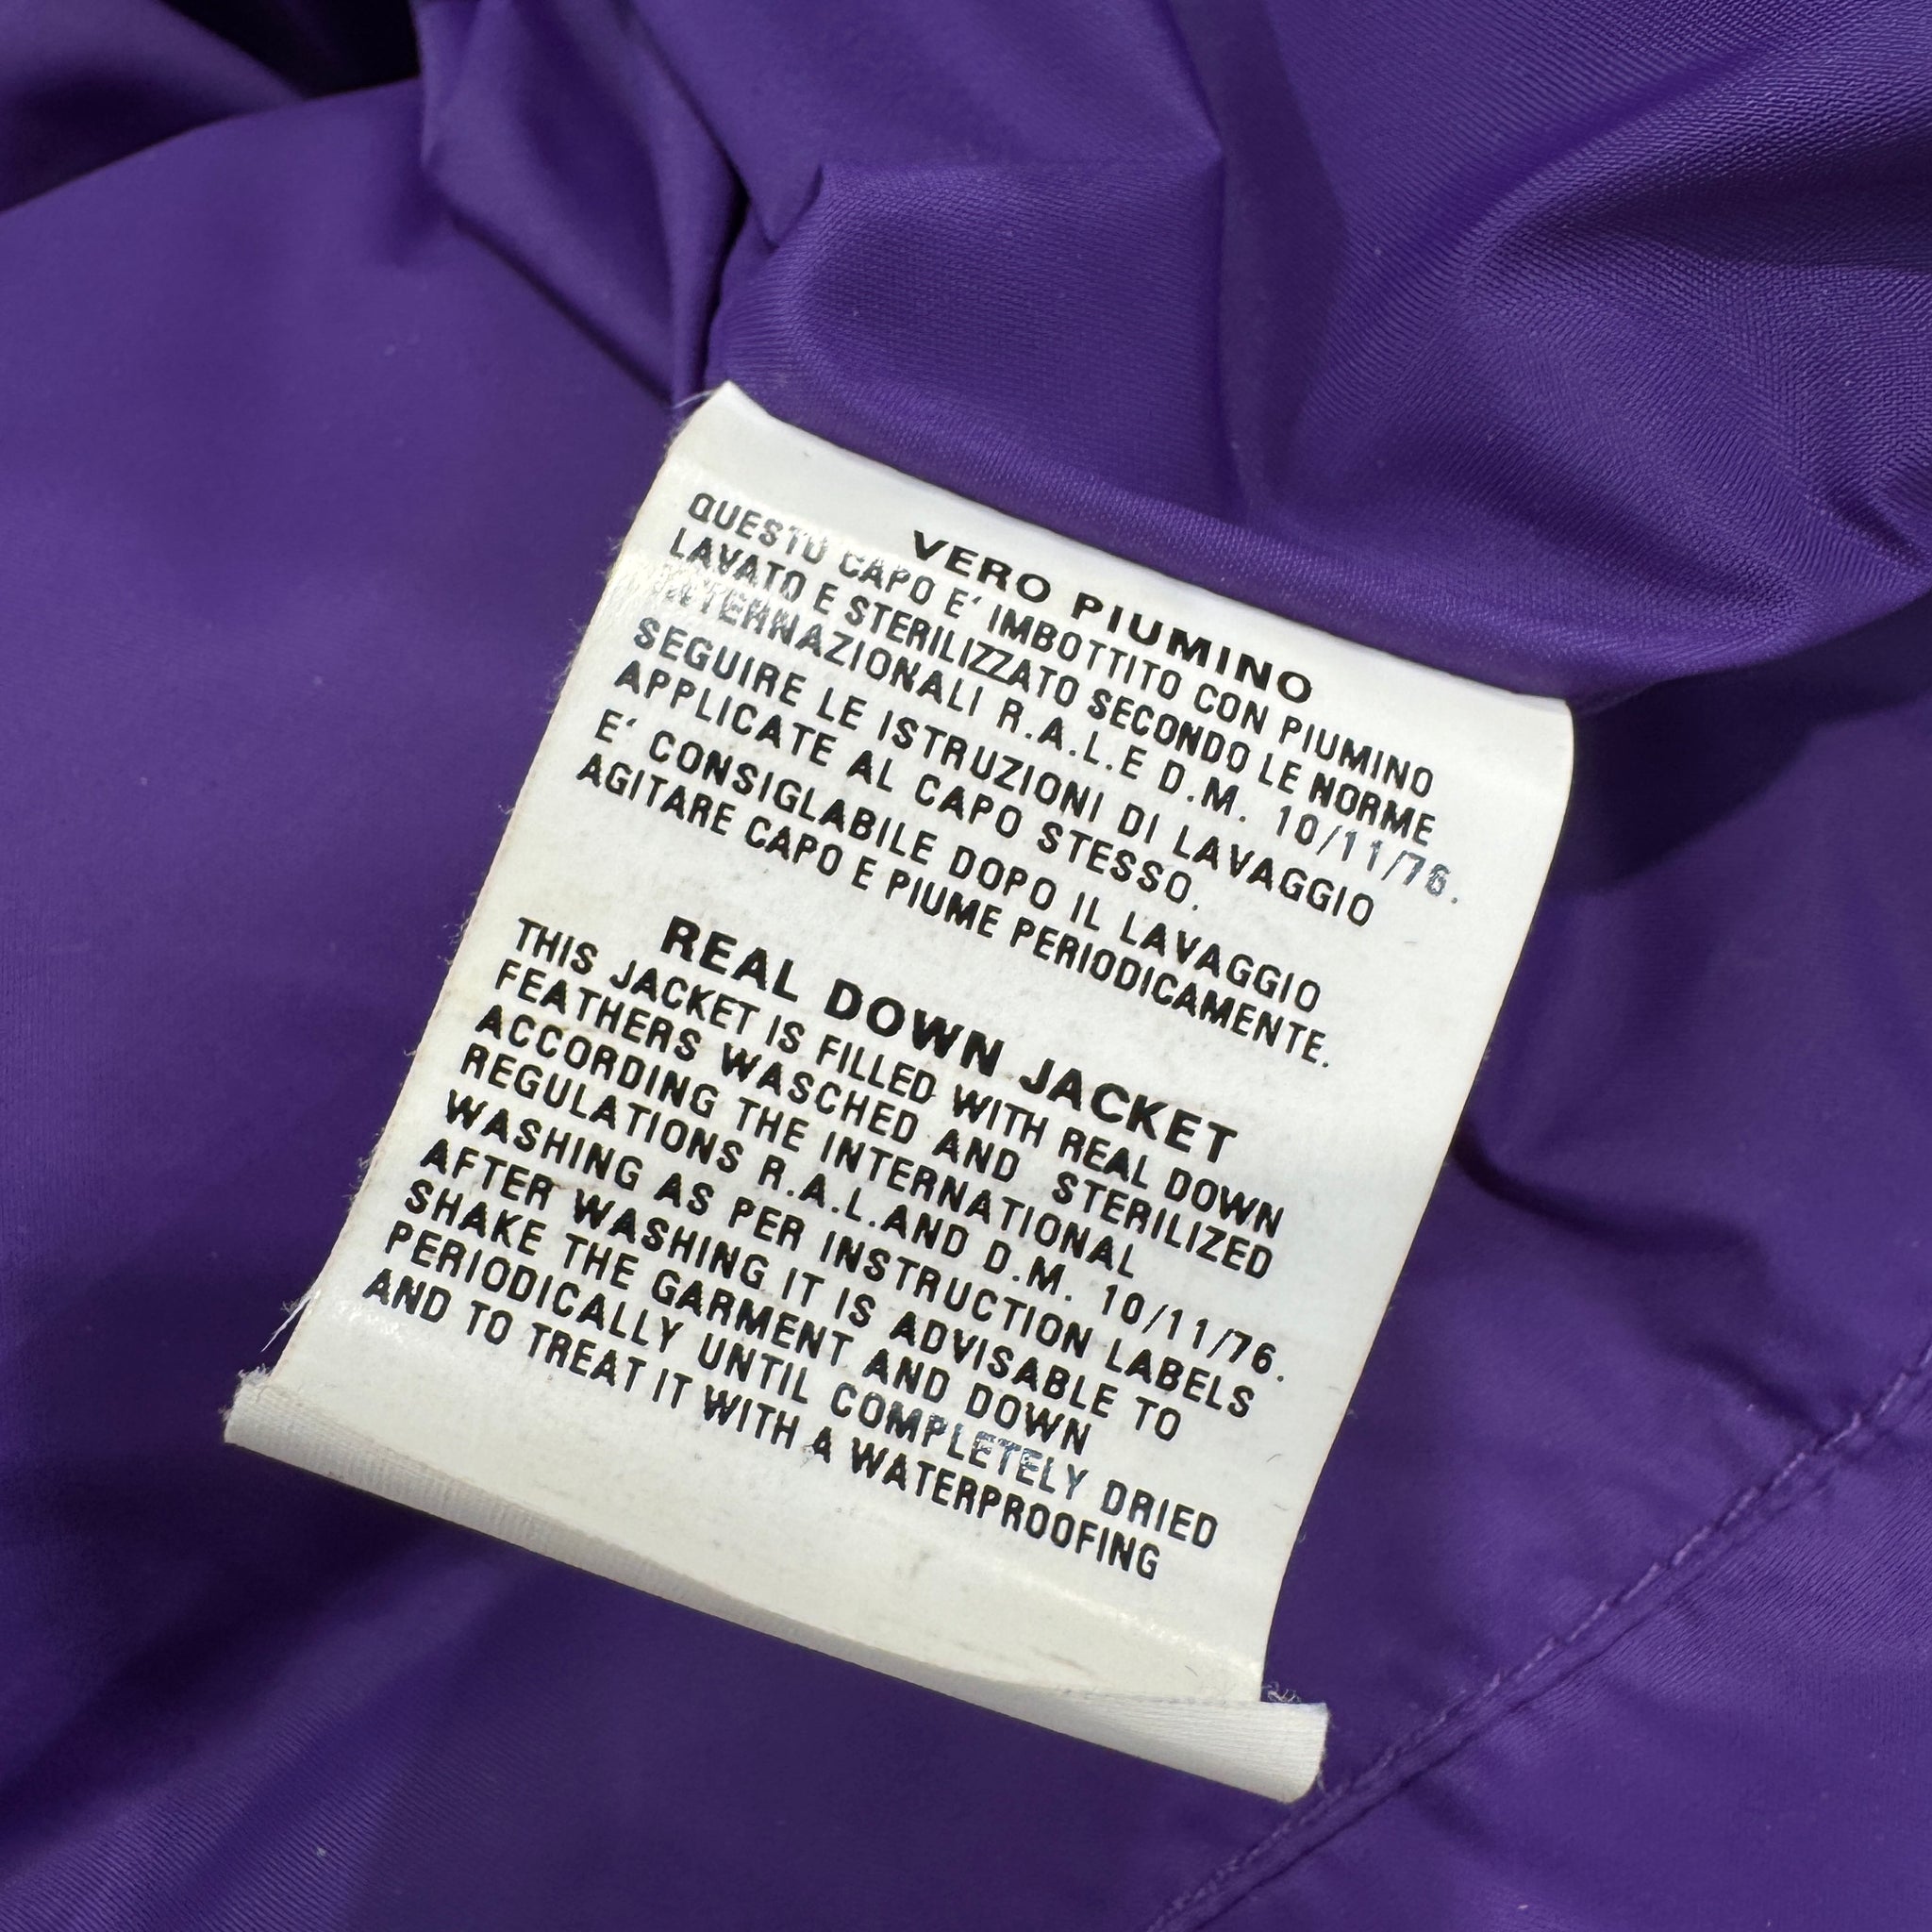 VERO PIUMINO
QUESTO CAPO E' IMBOTTITO CON PIUMINO
LAVATO E STERILIZZATO SECONDO LE NORME
INTERNAZIONALI R.A.L.E D.M. 10/11/76.
SEGUIRE LE ISTRUZIONI DI LAVAGGIO
APPLICATE AL CAPO STESSO.
E' CONSIGLABILE DOPO IL LAVAGGIO
AGITARE CAPO E PIUME PERIODICAMENTE.
REAL DOWN JACKET
THIS JACKET IS FILLED WITH REAL DOWN
FEATHERS WASCHED AND STERILIZED
ACCORDING THE INTERNATIONAL
REGULATIONS R.A.L.AND D.M. 10/11/76.
WASHING AS PER INSTRUCTION LABELS
AFTER WASHING IT IS ADVISABLE TO
SHAKE THE GARMENT AND DOWN
PERIODICALLY UNTIL COMPLETELY DRIED
AND TO TREAT IT WITH A WATERPROOFING